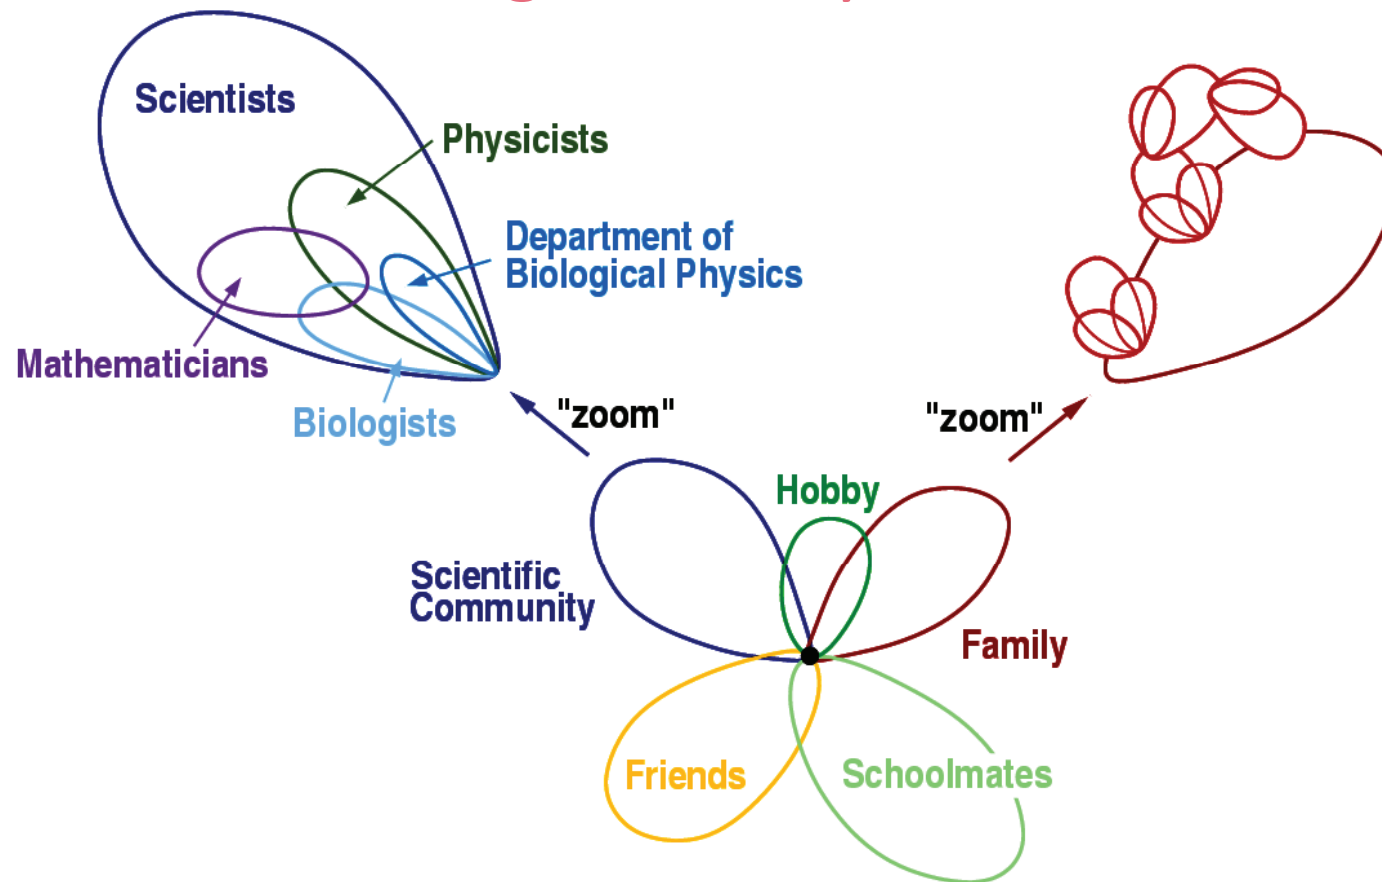 Scientists
Physicists
Department of
Biological Physics
Mathematicians
Biologists
"zoom"
"zoom"
Hobby
Scientific
Community
Family
Friends
Schoolmates